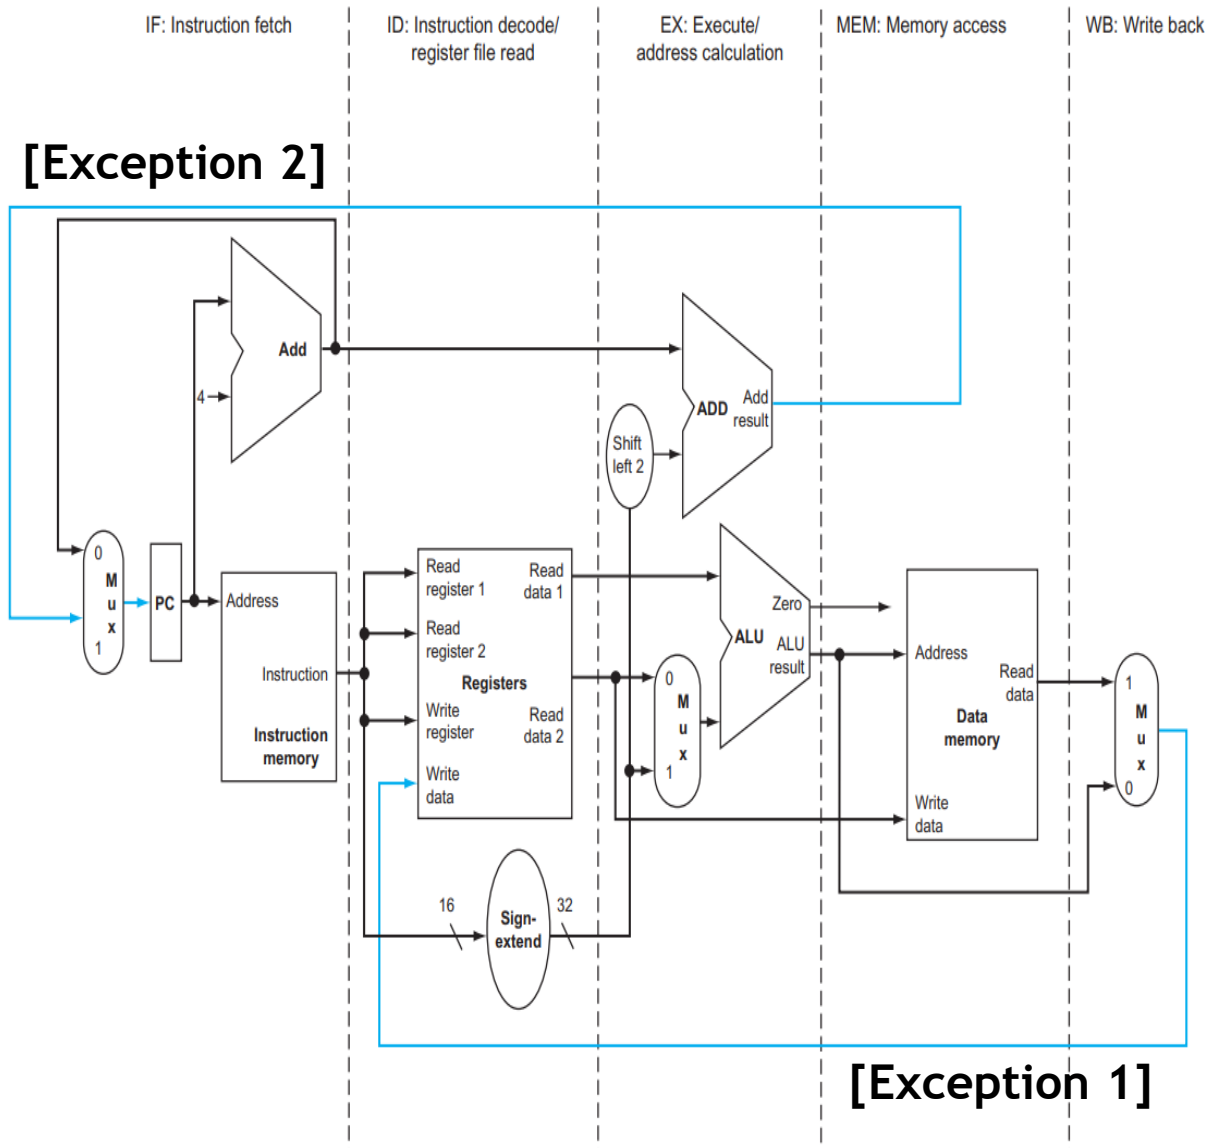 IF: Instruction fetch
ID: Instruction decode/
register file read
EX: Execute/
address calculation
MEM: Memory access
WB: Write back
[Exception 2]
Add
4
ADD
Add
result
Shift
left 2
0
M
u
x
1
PC
Address
Instruction
Instruction
memory
Read
register 1
Read
data 1
Read
register 2
Registers
Write
register
Read
data 2
Write
data
Zero
ALU
ALU
result
0
M
u
x
1
Address
Read
data
Data
memory
Write
data
1
M
u
x
0
16
Sign-
extend
32
[Exception 1]